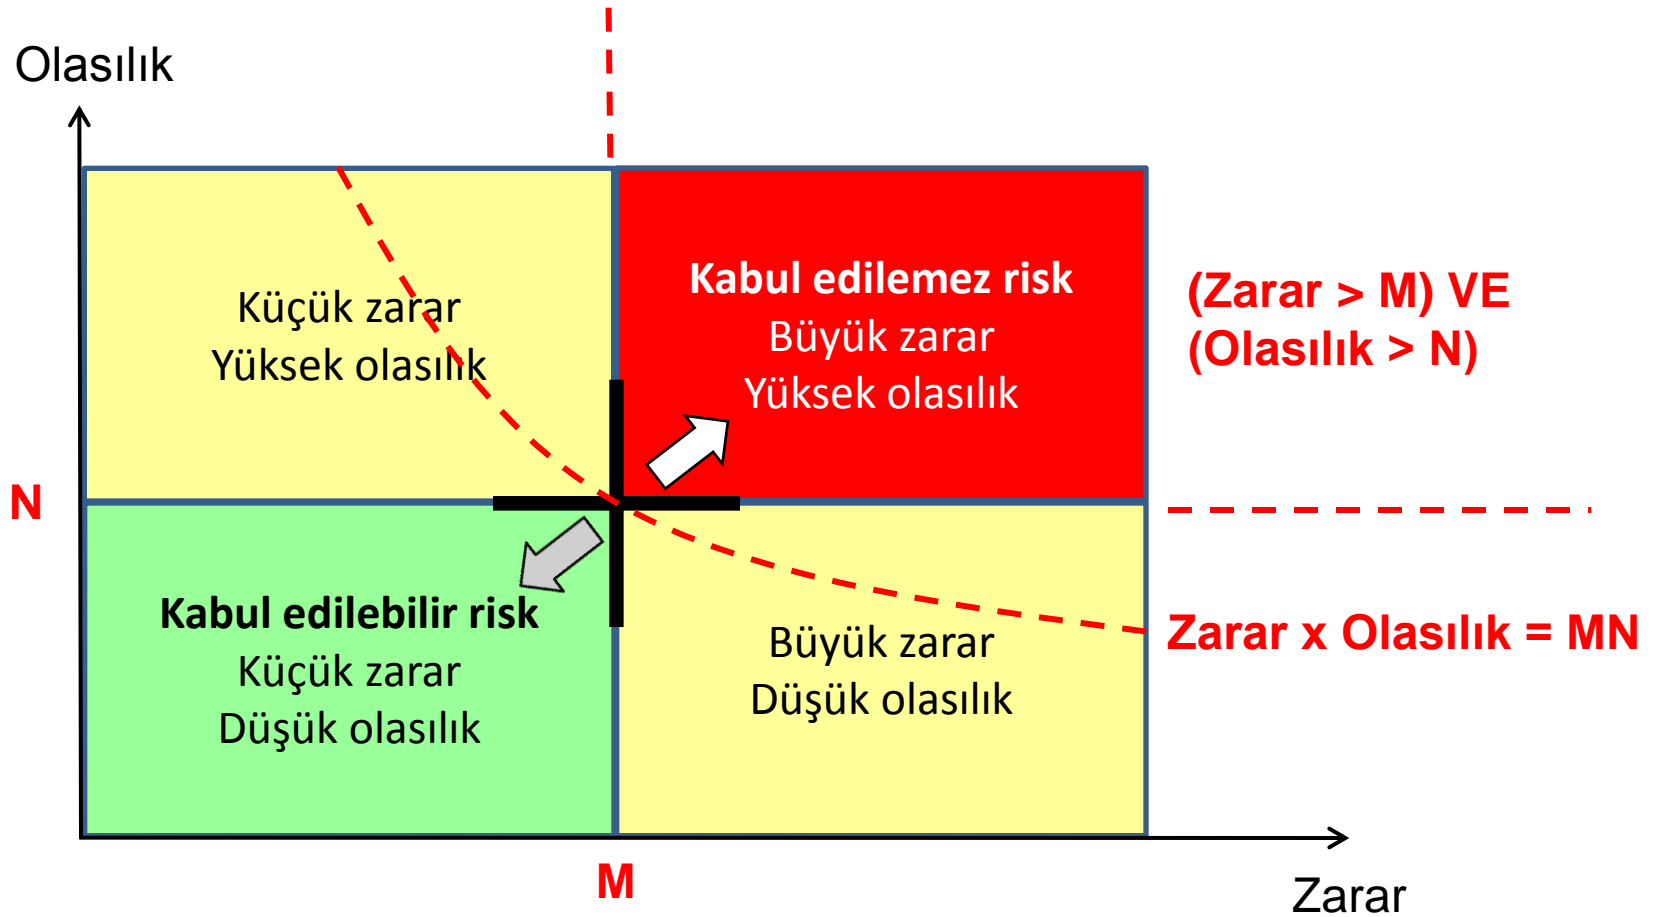 Olasılık
Küçük zarar
Yüksek olasılık
Kabul edilemez risk
Büyük zarar
Yüksek olasılık
(Zarar > M) VE
(Olasılık > N)
N
Kabul edilebilir risk
Küçük zarar
Düşük olasılık
Büyük zarar
Düşük olasılık
Zarar x Olasılık = MN
M
Zarar